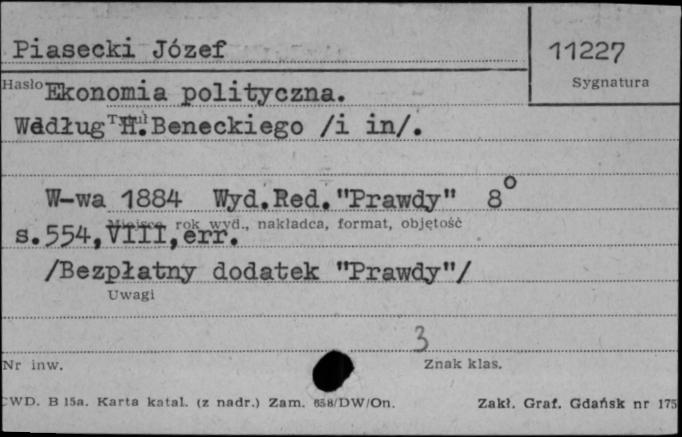 Piasecki Józef
11227
Hasło
Sygnatura
Ekonomia polityczna.
Według H. Beneckiego /i in/.
Tytuł
W-wa 1884 Wyd.Red."Prawdy" 8°
Miejsce, rok wyd., nakładca, format, objętość
s.554,VIII,err.
/Bezpłatny dodatek "Prawdy"/
Uwagi
3
Nr inw.
Znak klas.
CWD. B 15a. Karta katal. (z nadr.) Zam. 658/DW/On.
Zakł. Graf. Gdańsk nr 175